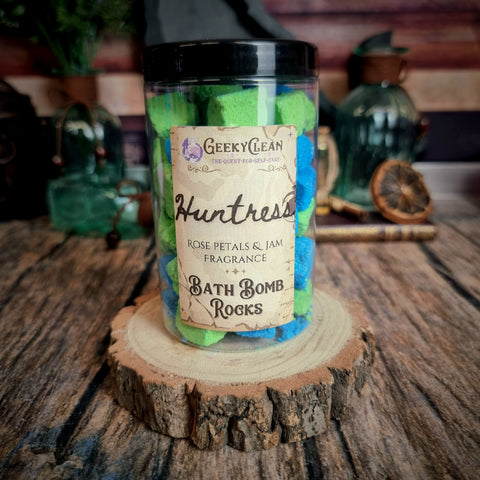 GeekyClean
The Quest for Self-Care
Huntress
Rose Petals & Jam
Fragrance
Bath Bomb
Rocks